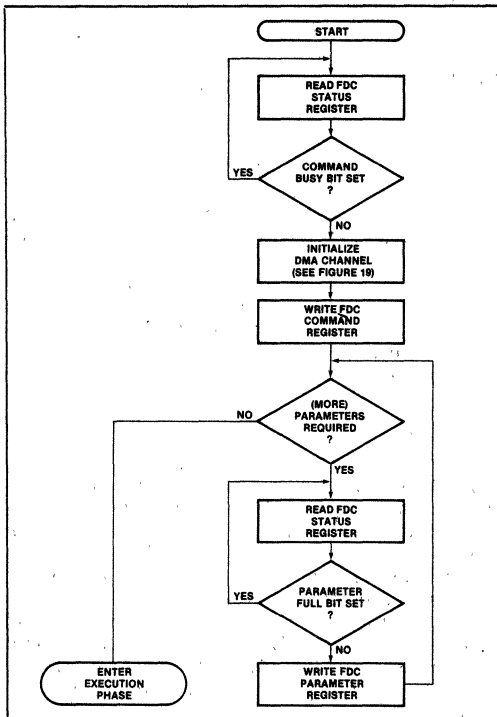 START
READ FDC
STATUS
REGISTER
COMMAND
BUSY BIT SET
?
YES
NO
INITIALIZE
DMA CHANNEL
(SEE FIGURE 19)
WRITE FDC
COMMAND
REGISTER
(MORE)
PARAMETERS
REQUIRED
?
NO
YES
READ FDC
STATUS
REGISTER
PARAMETER
FULL BIT SET
?
YES
NO
WRITE FDC
PARAMETER
REGISTER
ENTER
EXECUTION
PHASE